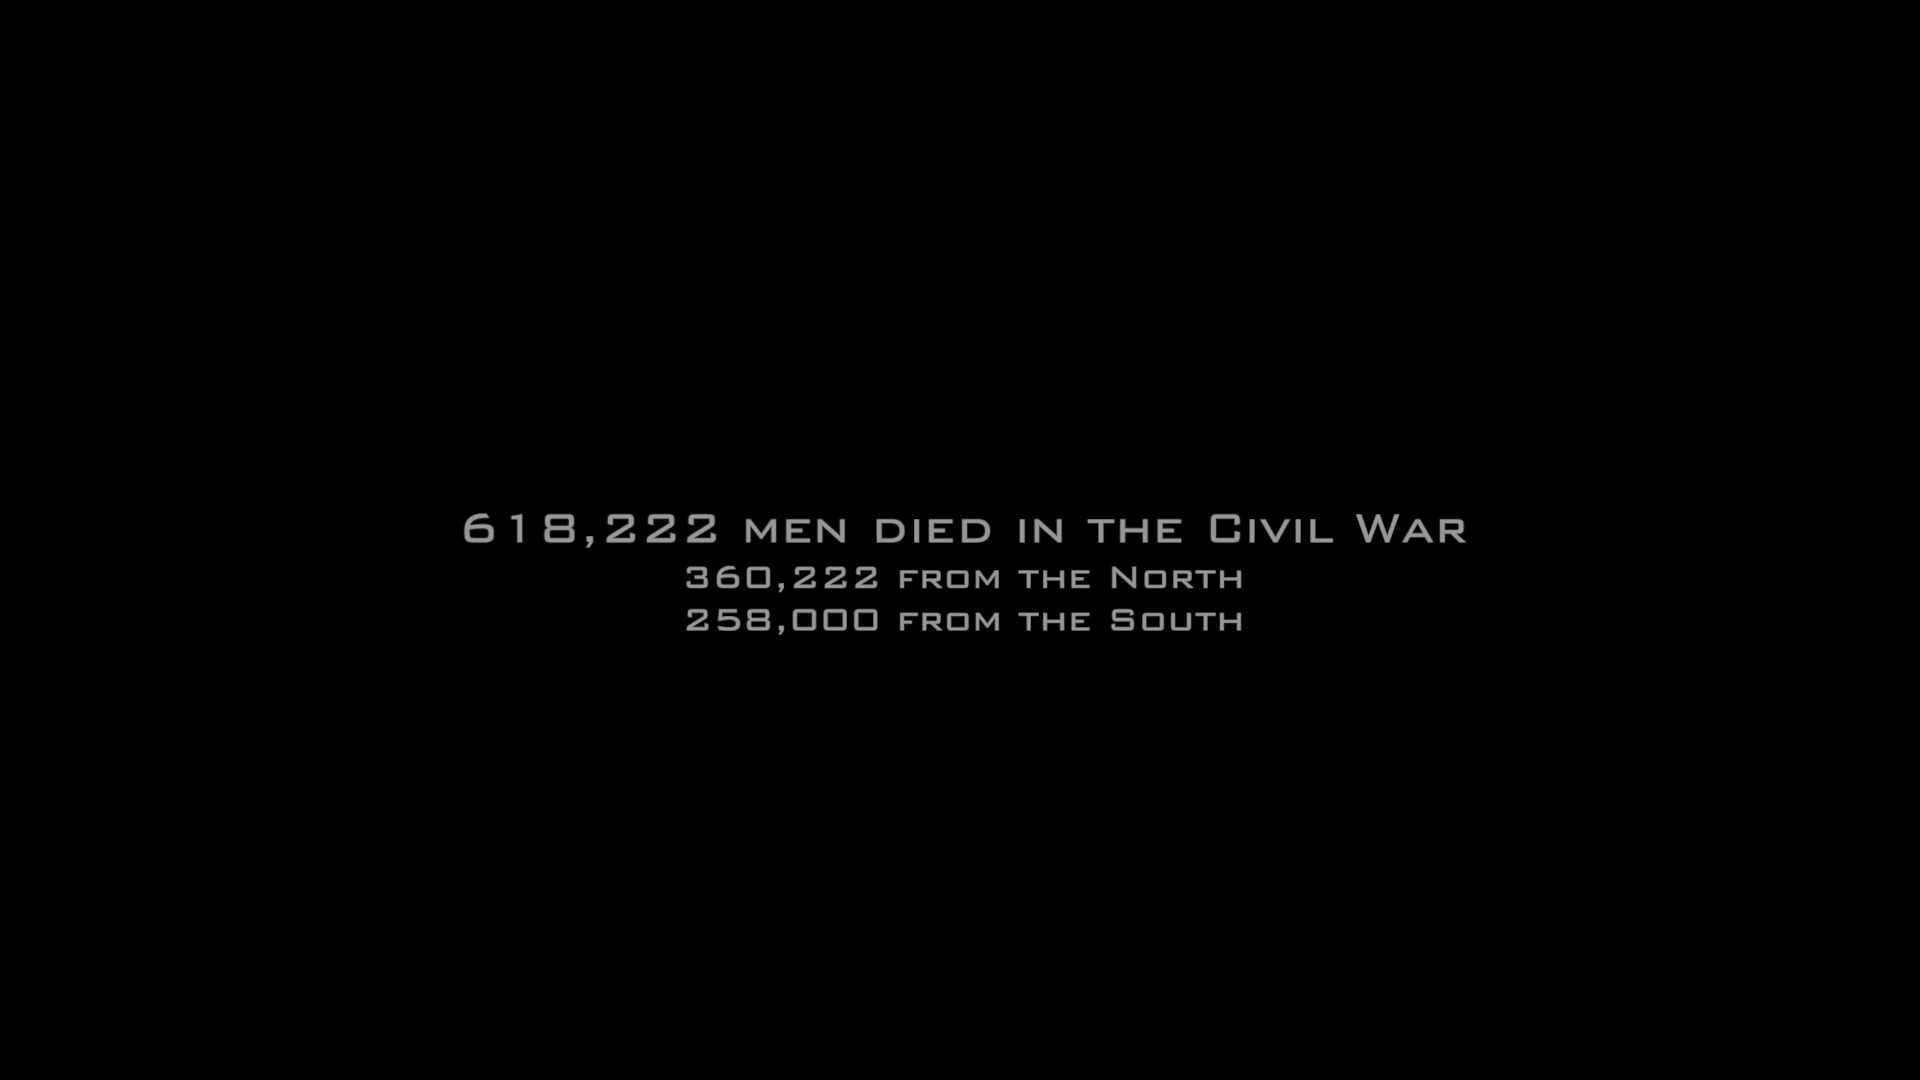 618,222 men died in the Civil War
360,222 from the North
258,000 from the South